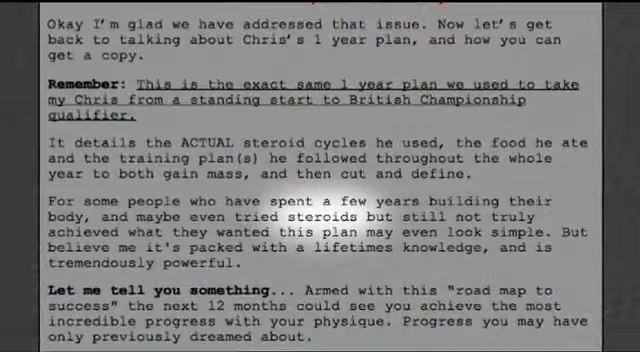 Okay I'm glad we have addressed that issue. Now let's get
back to talking about Chris's 1 year plan, and how you can
get a copy.
Remember: This is the exact same 1 year plan we used to take
my Chris from a standing start to British Championship
qualifier.
It details the ACTUAL steroid cycles he used, the food he ate
and the training plan(s) he followed throughout the whole
year to both gain mass, and then cut and define.
For some people who have spent a few years building their
body, and maybe even tried steroids but still not truly
achieved what they wanted this plan may even look simple. But
believe me it's packed with a lifetimes knowledge, and is
tremendously powerful.
Let me tell you something... Armed with this "road map to
success" the next 12 months could see you achieve the most
incredible progress with your physique. Progress you may have
only previously dreamed about.